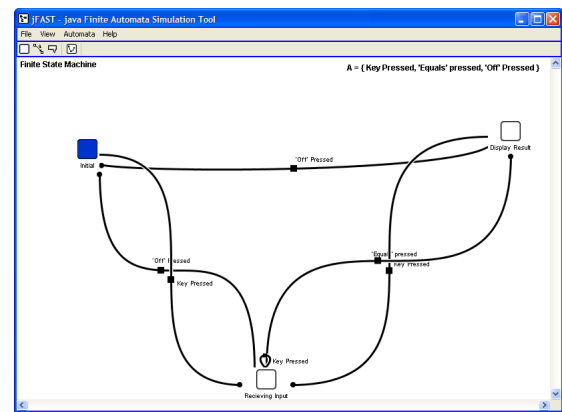 jFAST - java Finite Automata Simulation Tool
File View Automata Help
Finite State Machine
A = { Key Pressed, 'Equals' pressed, 'Off' Pressed }
Display Result
'Off' Pressed
Initial
'Equals' pressed
'Off' Pressed
Key Pressed
Key Pressed
Key Pressed
Recieving Input